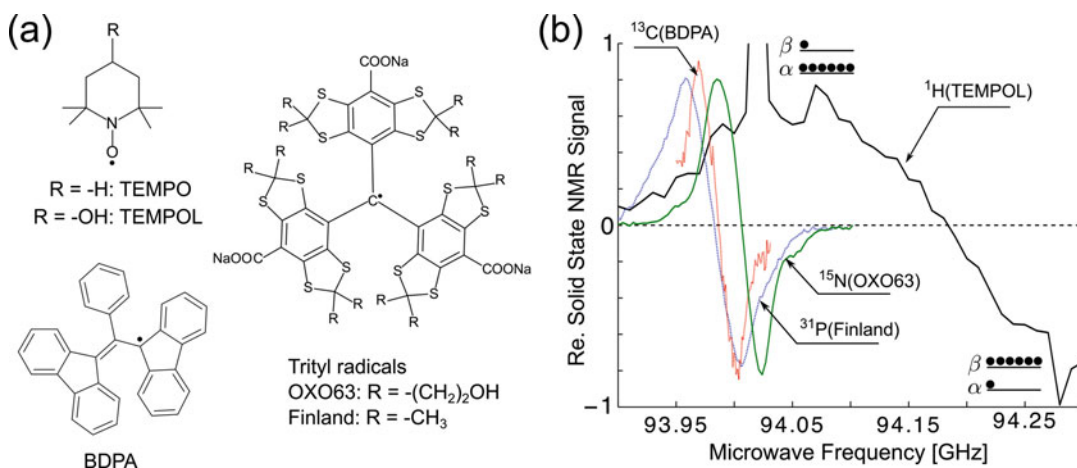 (a)
R
N
O
•
R = -H: TEMPO
R = -OH: TEMPOL
BDPA
COONa
R
R
R
R
S
S
S
S
R
R
R
R
S
S
S
S
C
NaOOC
COONa
S
S
S
S
R
R
R
R
Trityl radicals
OXO63: R = -(CH₂)₂OH
Finland: R = -CH₃
(b)
Re. Solid State NMR Signal
1
0
−1
¹³C(BDPA)
β
α
¹H(TEMPOL)
¹⁵N(OXO63)
³¹P(Finland)
β
α
93.95
94.05
94.15
94.25
Microwave Frequency [GHz]